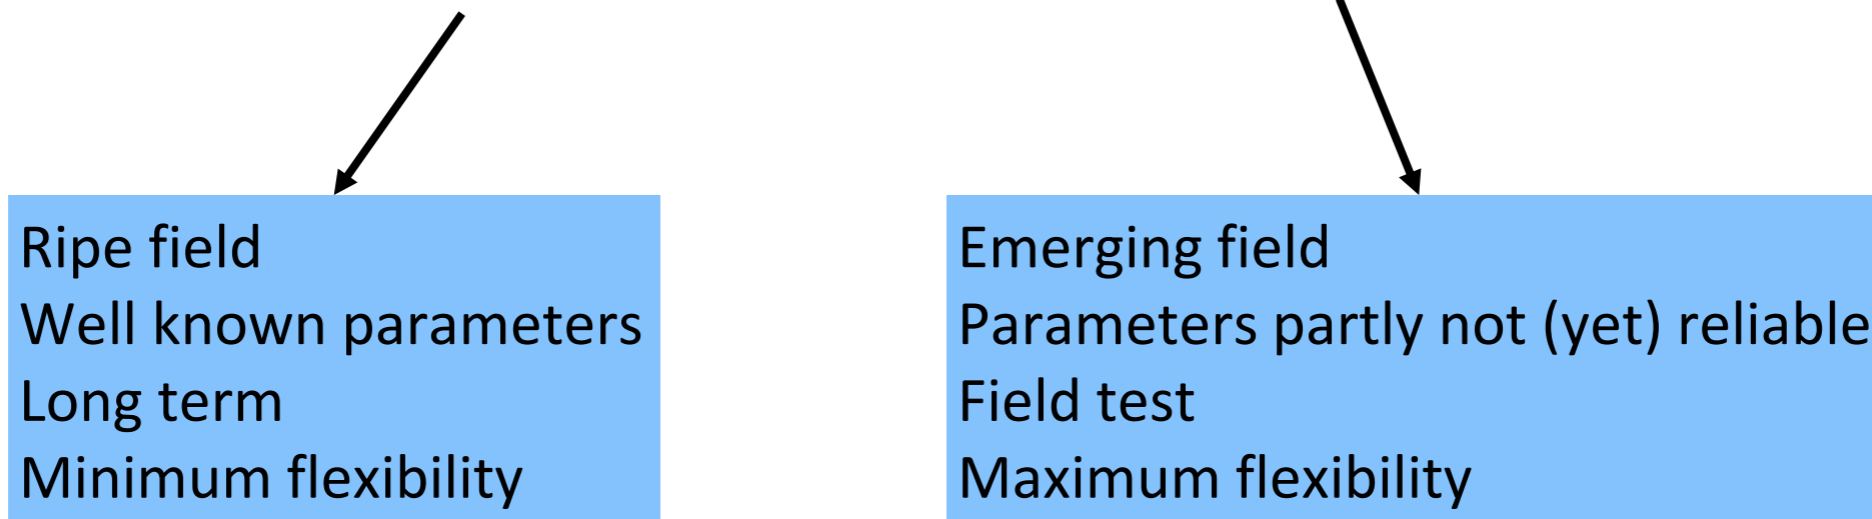 Ripe field
Well known parameters
Long term
Minimum flexibility
Emerging field
Parameters partly not (yet) reliable
Field test
Maximum flexibility